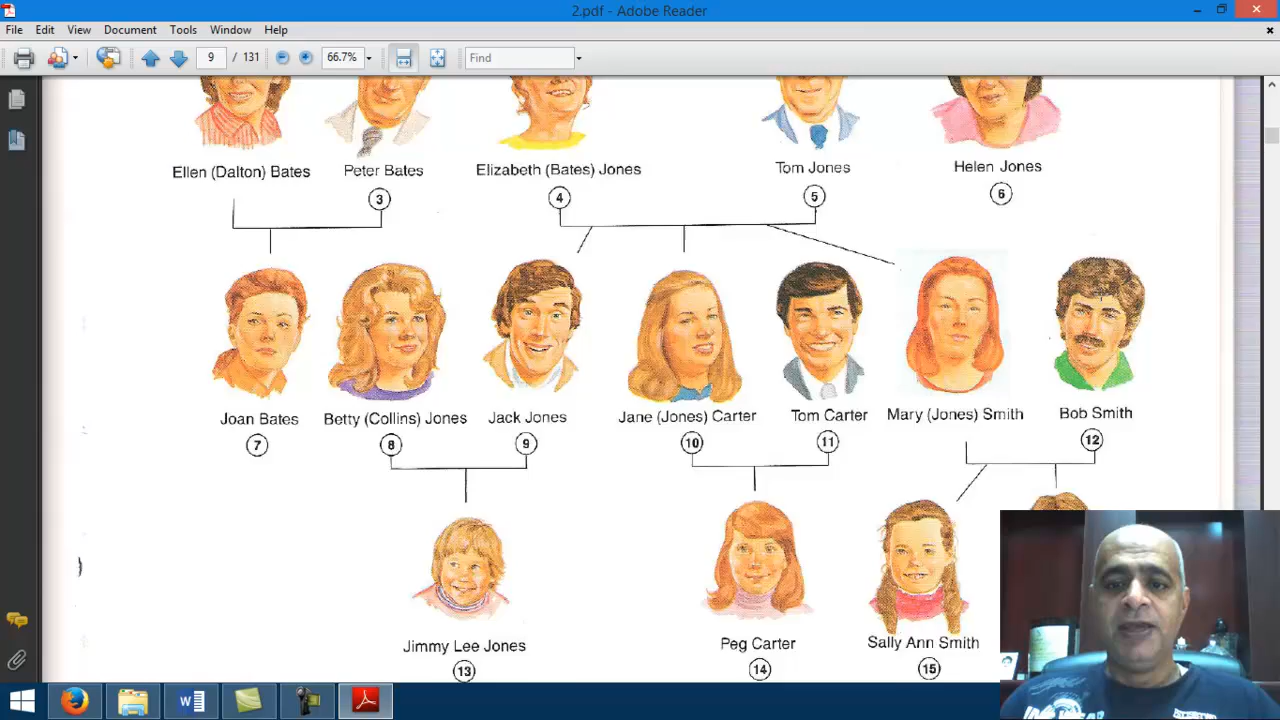 2.pdf - Adobe Reader
File Edit View Document Tools Window Help
9 / 131 66.7% Find
Ellen (Dalton) Bates Peter Bates Elizabeth (Bates) Jones Tom Jones Helen Jones
3 4 5 6
Joan Bates Betty (Collins) Jones Jack Jones Jane (Jones) Carter Tom Carter Mary (Jones) Smith Bob Smith
7 8 9 10 11 12
Jimmy Lee Jones Peg Carter Sally Ann Smith
13 14 15